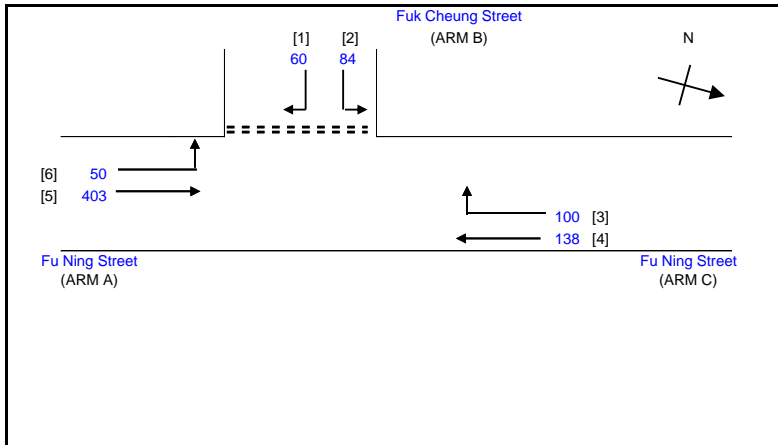 Fuk Cheung Street
[1] [2] (ARM B) N
60 84
[6] 50
[5] 403
100 [3]
138 [4]
Fu Ning Street Fu Ning Street
(ARM A) (ARM C)